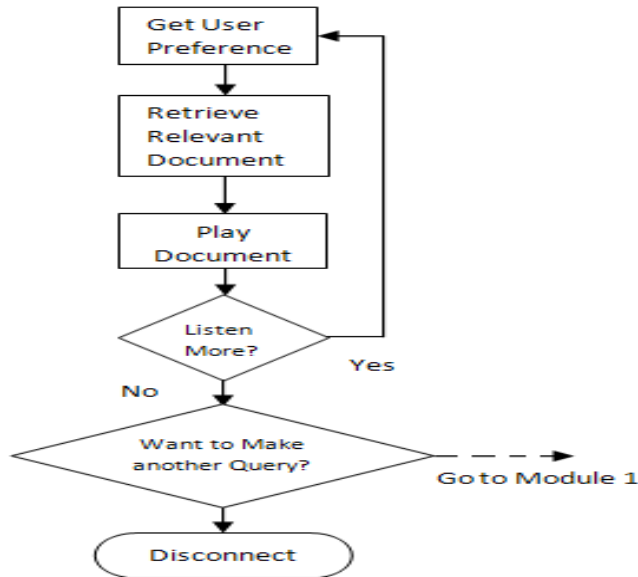 Get User
Preference
Retrieve
Relevant
Document
Play
Document
Listen
More?
Yes
No
Want to Make
another Query?
Go to Module 1
Disconnect